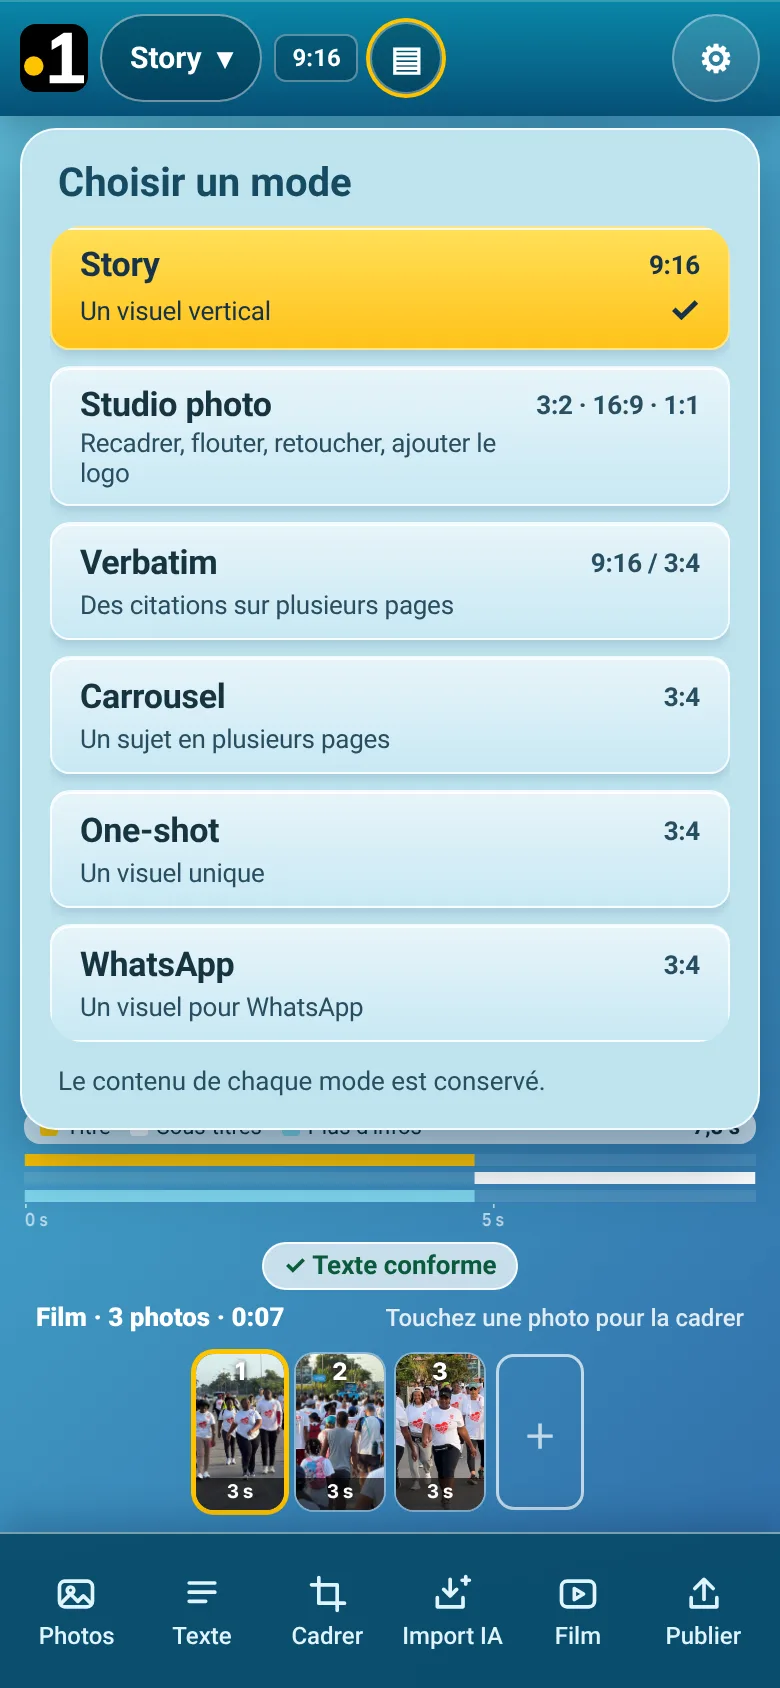 .1
Story ▼
9:16
Choisir un mode
Story
9:16
Un visuel vertical
Studio photo
3:2 · 16:9 · 1:1
Recadrer, flouter, retoucher, ajouter le
logo
Verbatim
9:16 / 3:4
Des citations sur plusieurs pages
Carrousel
3:4
Un sujet en plusieurs pages
One-shot
3:4
Un visuel unique
WhatsApp
3:4
Un visuel pour WhatsApp
Le contenu de chaque mode est conservé.
0 s
5 s
✓ Texte conforme
Film · 3 photos · 0:07
Touchez une photo pour la cadrer
1
2
3
3 s
3 s
3 s
Photos
Texte
Cadrer
Import IA
Film
Publier